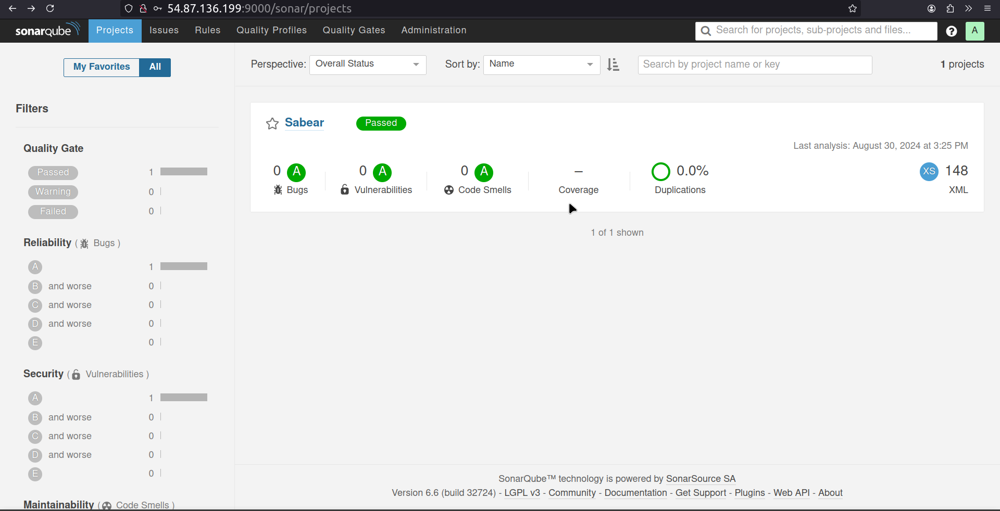 54.87.136.199:9000/sonar/projects
sonarqube Projects Issues Rules Quality Profiles Quality Gates Administration Search for projects, sub-projects and files... ? A
My Favorites All
Perspective: Overall Status Sort by: Name Search by project name or key 1 projects
Filters
Quality Gate
Passed 1
Warning 0
Failed 0
Reliability ( Bugs )
A 1
B and worse 0
C and worse 0
D and worse 0
E 0
Security ( Vulnerabilities )
A 1
B and worse 0
C and worse 0
D and worse 0
E 0
Maintainability ( Code Smells )
Sabear Passed
Last analysis: August 30, 2024 at 3:25 PM
0 A 0 A 0 A – 0.0% XS 148
Bugs Vulnerabilities Code Smells Coverage Duplications XML
1 of 1 shown
SonarQube™ technology is powered by SonarSource SA
Version 6.6 (build 32724) - LGPL v3 - Community - Documentation - Get Support - Plugins - Web API - About